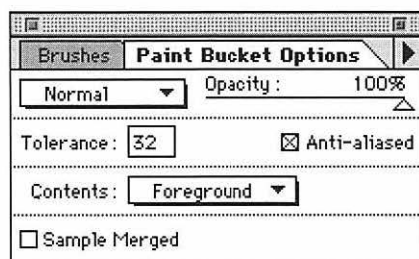 Brushes Paint Bucket Options
Normal Opacity: 100%
Tolerance: 32 Anti-aliased
Contents: Foreground
Sample Merged